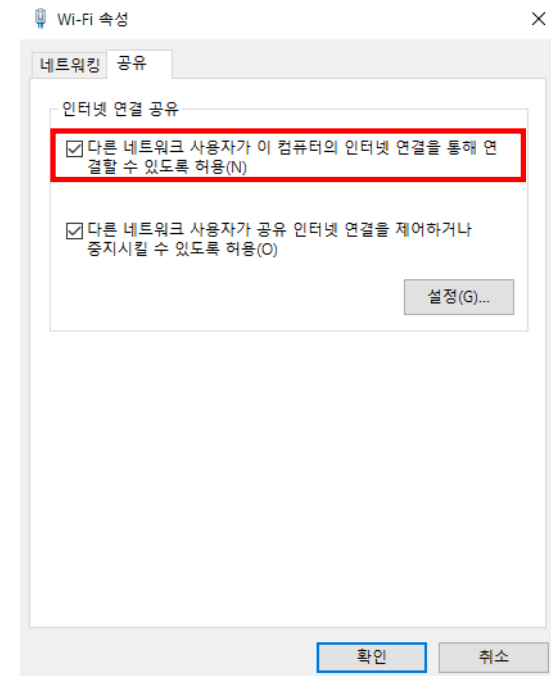 Wi-Fi 속성
네트워킹 공유
인터넷 연결 공유
다른 네트워크 사용자가 이 컴퓨터의 인터넷 연결을 통해 연
결할 수 있도록 허용(N)
다른 네트워크 사용자가 공유 인터넷 연결을 제어하거나
중지시킬 수 있도록 허용(O)
설정(G)...
확인 취소